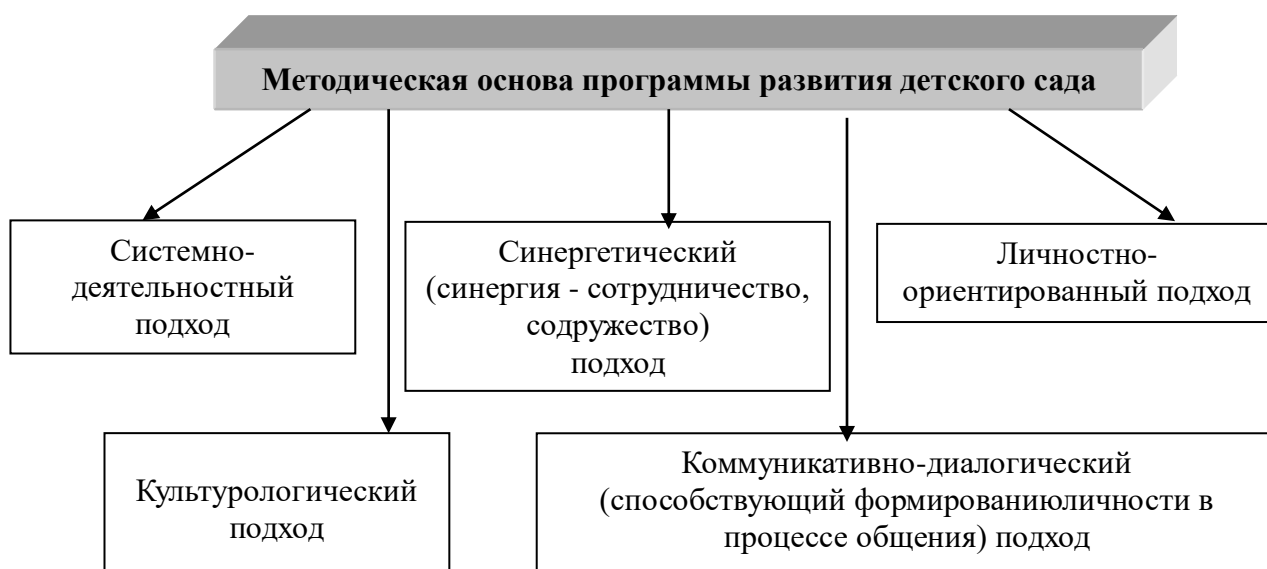 Методическая основа программы развития детского сада
Системно-
деятельностный
подход
Синергетический
(синергия - сотрудничество,
содружество)
подход
Личностно-
ориентированный подход
Культурологический
подход
Коммуникативно-диалогический
(способствующий формированиюличности в
процессе общения) подход